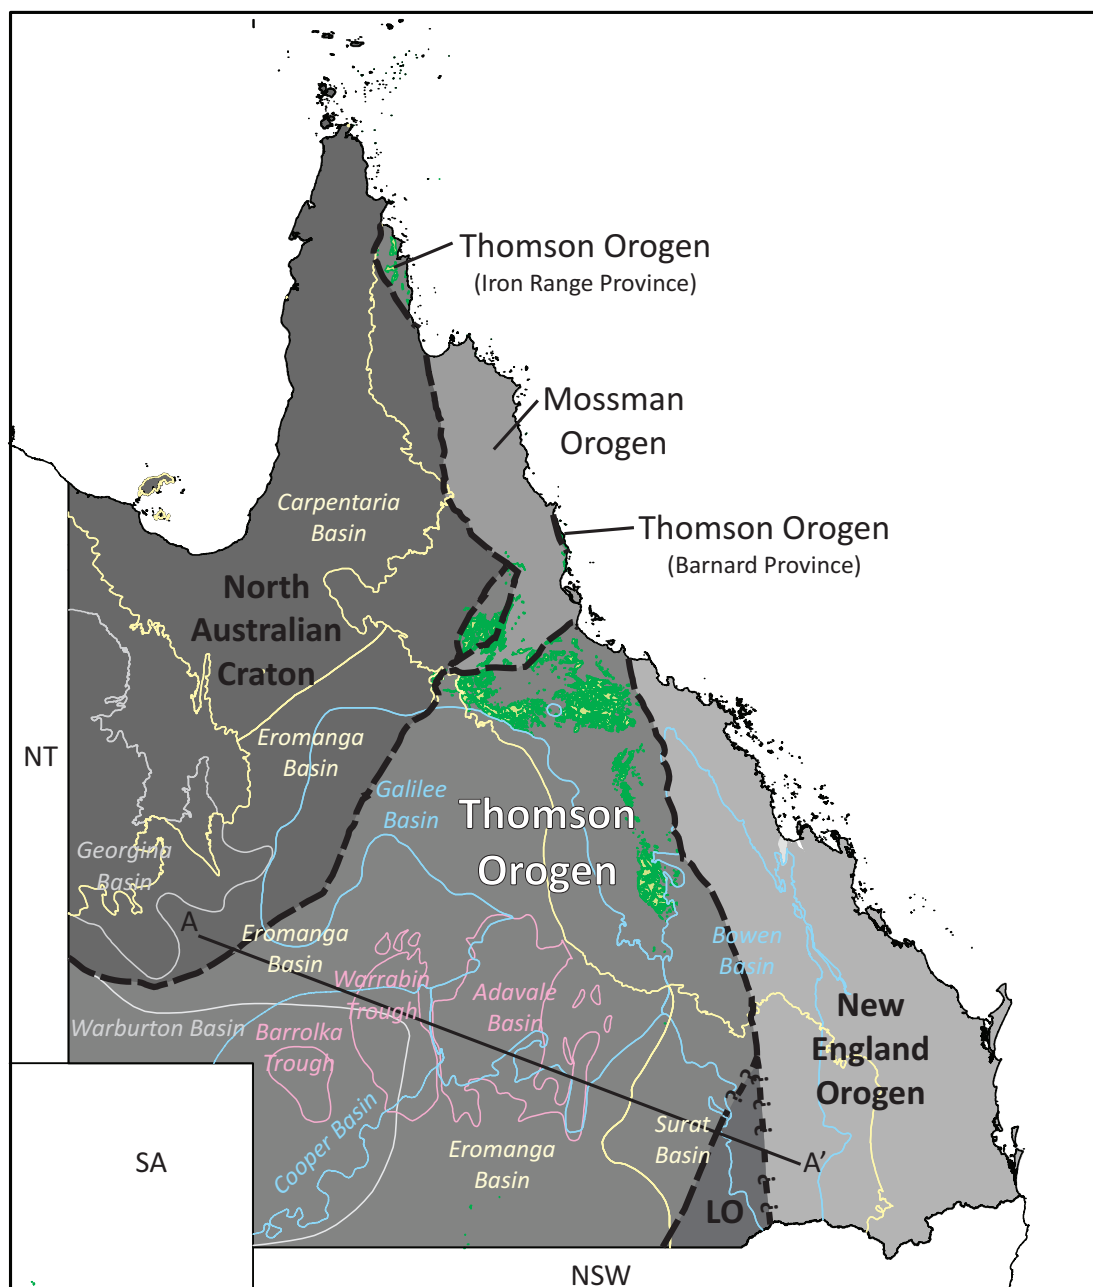 Thomson Orogen
(Iron Range Province)
Mossman
Orogen
Carpentaria
Basin
Thomson Orogen
(Barnard Province)
North
Australian
Craton
NT
Eromanga
Basin
Galilee
Basin
Thomson
Orogen
Georgina
Basin
A
Eromanga
Basin
Bowen
Basin
Warrabin
Trough
Adavale
Basin
Warburton Basin
Barrolka
Trough
New
England
Orogen
? ? ? ? ? ? ?
Cooper Basin
Surat
Basin
Eromanga
Basin
A'
SA
LO
NSW